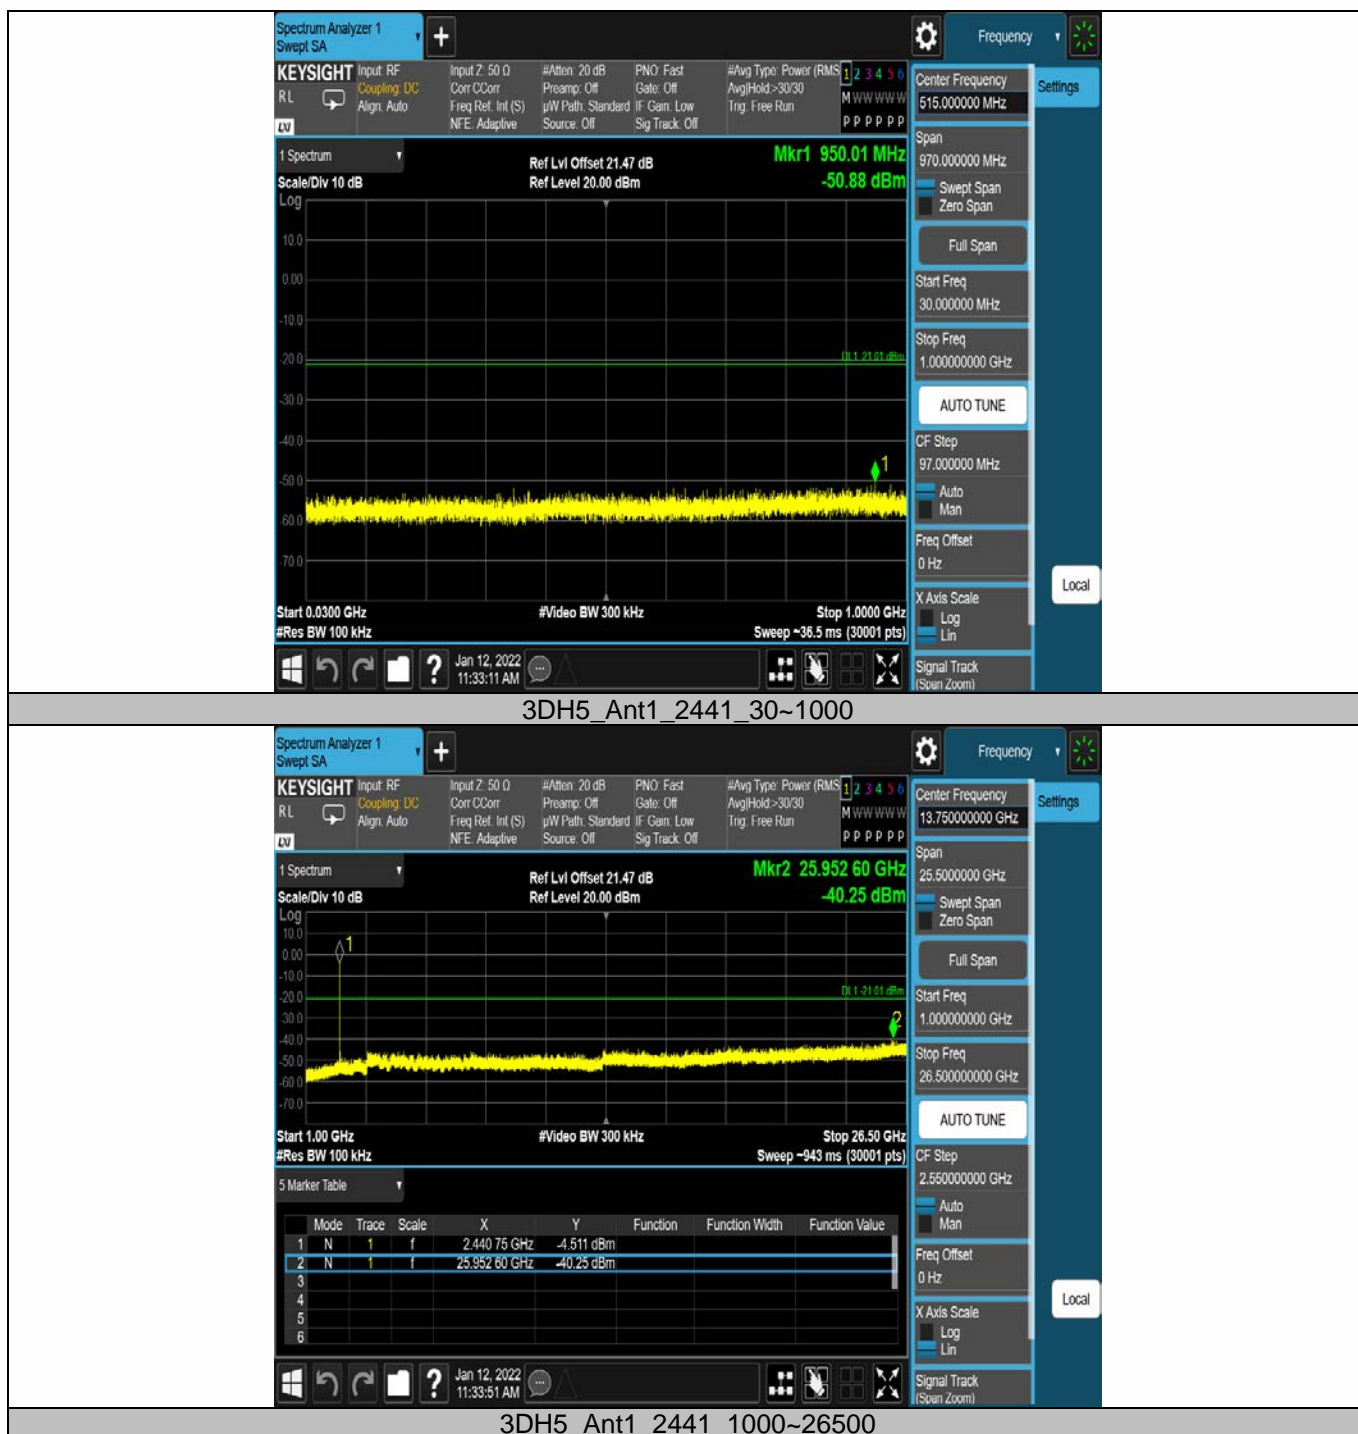 Spectrum Analyzer 1
Swept SA
+
Frequency
KEYSIGHT
RL
LXI
Input: RF
Coupling: DC
Align: Auto
Input Z: 50 Ω
Corr CCorr
Freq Ref: Int (S)
NFE: Adaptive
#Atten: 20 dB
Preamp: Off
µW Path: Standard
Source: Off
PNO: Fast
Gate: Off
IF Gain: Low
Sig Track: Off
#Avg Type: Power (RMS
Avg|Hold:>30/30
Trig: Free Run
1 2 3 4 5 6
M W W W W W
P P P P P P
1 Spectrum
Scale/Div 10 dB
Ref Lvl Offset 21.47 dB
Ref Level 20.00 dBm
Mkr1 950.01 MHz
-50.88 dBm
Log
10.0
0.00
-10.0
-20.0
-30.0
-40.0
-50.0
-60.0
-70.0
DL1 -21.01 dBm
1
Start 0.0300 GHz
#Res BW 100 kHz
#Video BW 300 kHz
Stop 1.0000 GHz
Sweep ~36.5 ms (30001 pts)
?
Jan 12, 2022
11:33:11 AM
Center Frequency
515.000000 MHz
Span
970.000000 MHz
Swept Span
Zero Span
Full Span
Start Freq
30.000000 MHz
Stop Freq
1.000000000 GHz
AUTO TUNE
CF Step
97.000000 MHz
Auto
Man
Freq Offset
0 Hz
X Axis Scale
Log
Lin
Signal Track
(Span Zoom)
Settings
Local
3DH5_Ant1_2441_30~1000
Spectrum Analyzer 1
Swept SA
+
Frequency
KEYSIGHT
RL
LXI
Input: RF
Coupling: DC
Align: Auto
Input Z: 50 Ω
Corr CCorr
Freq Ref: Int (S)
NFE: Adaptive
#Atten: 20 dB
Preamp: Off
µW Path: Standard
Source: Off
PNO: Fast
Gate: Off
IF Gain: Low
Sig Track: Off
#Avg Type: Power (RMS
Avg|Hold:>30/30
Trig: Free Run
1 2 3 4 5 6
M W W W W W
P P P P P P
1 Spectrum
Scale/Div 10 dB
Ref Lvl Offset 21.47 dB
Ref Level 20.00 dBm
Mkr2 25.952 60 GHz
-40.25 dBm
Log
10.0
0.00
-10.0
-20.0
-30.0
-40.0
-50.0
-60.0
-70.0
1
DL1 -21.01 dBm
2
Start 1.00 GHz
#Res BW 100 kHz
#Video BW 300 kHz
Stop 26.50 GHz
Sweep ~943 ms (30001 pts)
5 Marker Table
Mode Trace Scale X Y Function Function Width Function Value
1 N 1 f 2.440 75 GHz -4.511 dBm
2 N 1 f 25.952 60 GHz -40.25 dBm
3
4
5
6
?
Jan 12, 2022
11:33:51 AM
Center Frequency
13.750000000 GHz
Span
25.5000000 GHz
Swept Span
Zero Span
Full Span
Start Freq
1.000000000 GHz
Stop Freq
26.500000000 GHz
AUTO TUNE
CF Step
2.550000000 GHz
Auto
Man
Freq Offset
0 Hz
X Axis Scale
Log
Lin
Signal Track
(Span Zoom)
Settings
Local
3DH5_Ant1_2441_1000~26500